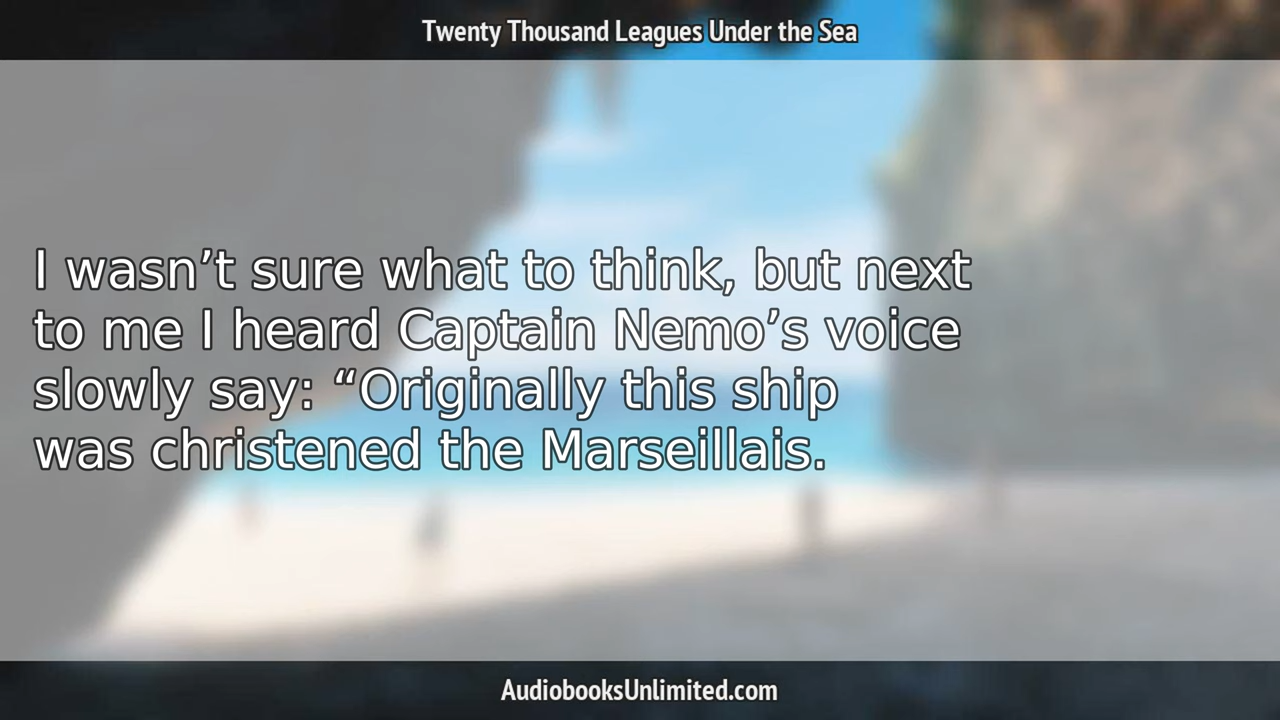 Twenty Thousand Leagues Under the Sea
I wasn’t sure what to think, but next
to me I heard Captain Nemo’s voice
slowly say: “Originally this ship
was christened the Marseillais.
AudiobooksUnlimited.com